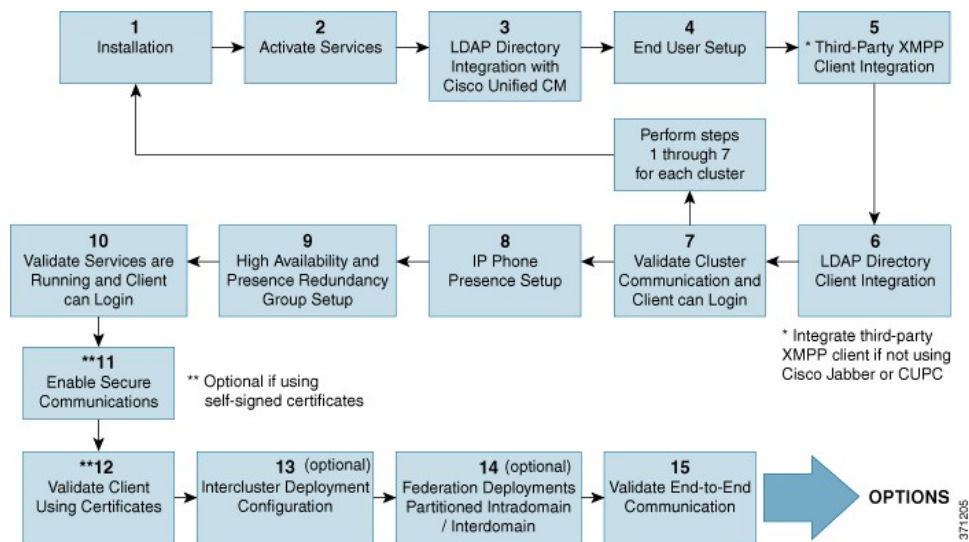 1
Installation
2
Activate Services
3
LDAP Directory
Integration with
Cisco Unified CM
4
End User Setup
5
* Third-Party XMPP
Client Integration
Perform steps
1 through 7
for each cluster
10
Validate Services are
Running and Client
can Login
9
High Availability and
Presence Redundancy
Group Setup
8
IP Phone
Presence Setup
7
Validate Cluster
Communication and
Client can Login
6
LDAP Directory
Client Integration
* Integrate third-party
XMPP client if not using
Cisco Jabber or CUPC
**11
Enable Secure
Communications
** Optional if using
self-signed certificates
**12
Validate Client
Using Certificates
13 (optional)
Intercluster Deployment
Configuration
14 (optional)
Federation Deployments
Partitioned Intradomain
/ Interdomain
15
Validate End-to-End
Communication
OPTIONS
371205